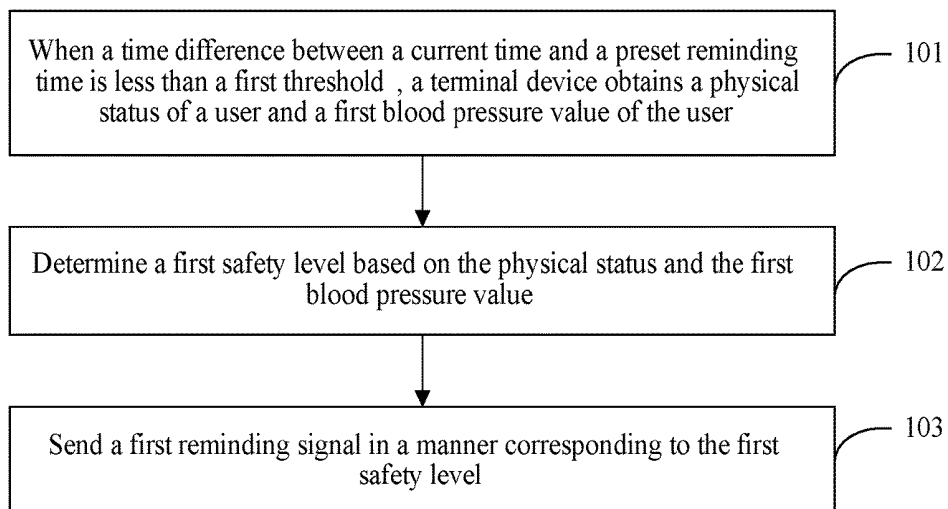 When a time difference between a current time and a preset reminding
time is less than a first threshold , a terminal device obtains a physical
status of a user and a first blood pressure value of the user
101
Determine a first safety level based on the physical status and the first
blood pressure value
102
Send a first reminding signal in a manner corresponding to the first
safety level
103